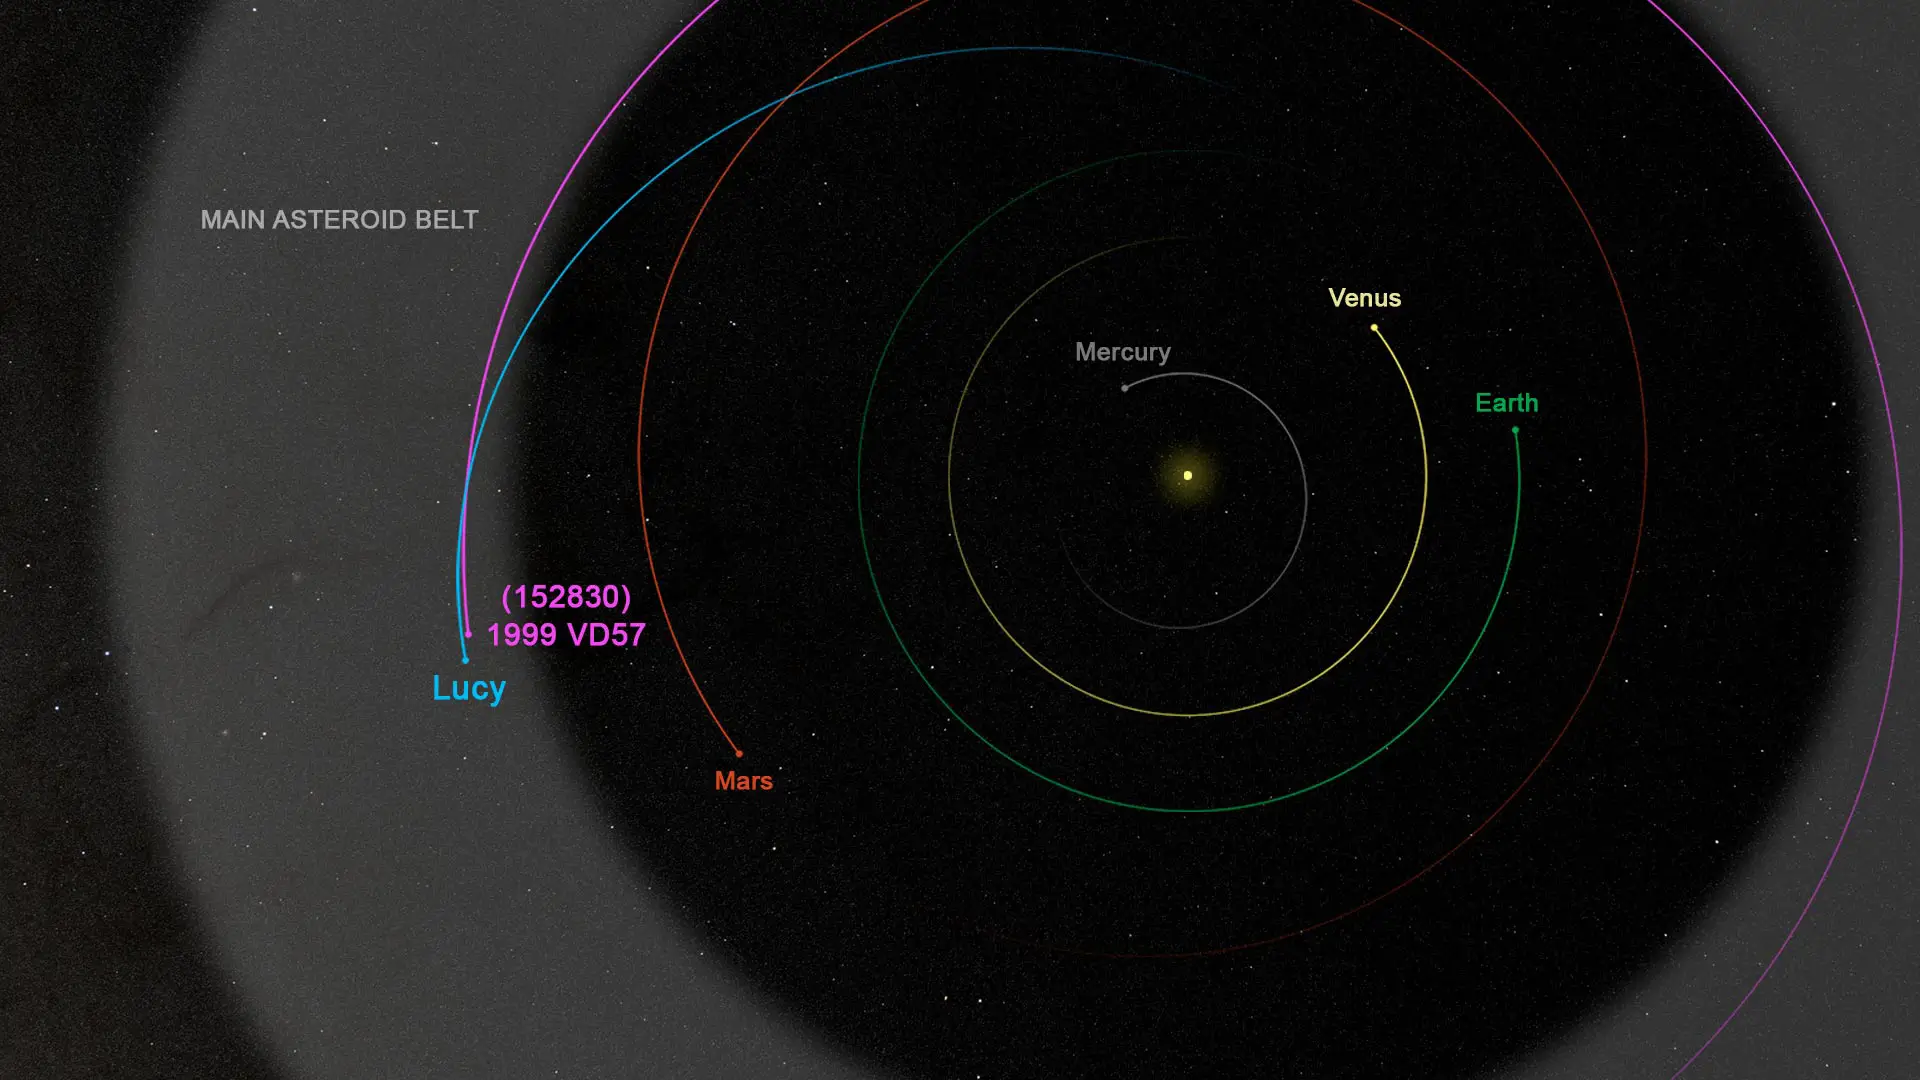 MAIN ASTEROID BELT
Venus
Mercury
Earth
(152830)
1999 VD57
Lucy
Mars